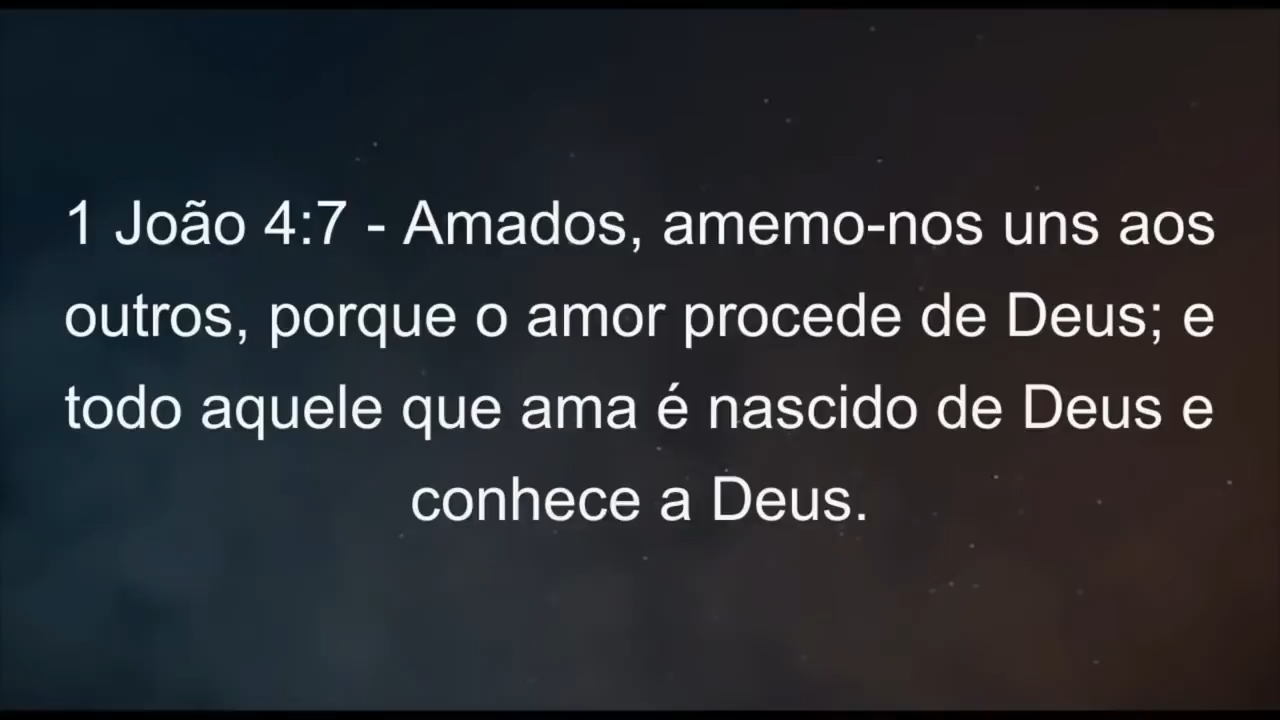 1 João 4:7 - Amados, amemo-nos uns aos
outros, porque o amor procede de Deus; e
todo aquele que ama é nascido de Deus e
conhece a Deus.